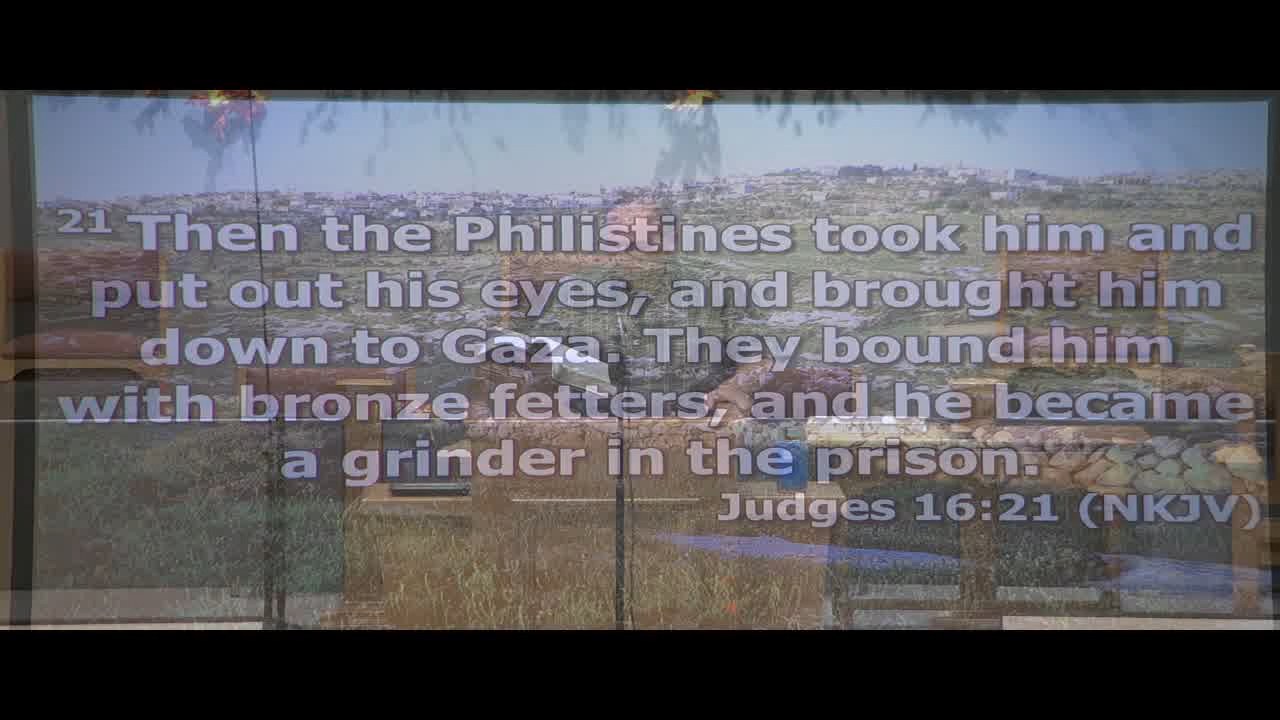 21 Then the Philistines took him and
put out his eyes, and brought him
down to Gaza. They bound him
with bronze fetters, and he became
a grinder in the prison.
Judges 16:21 (NKJV)